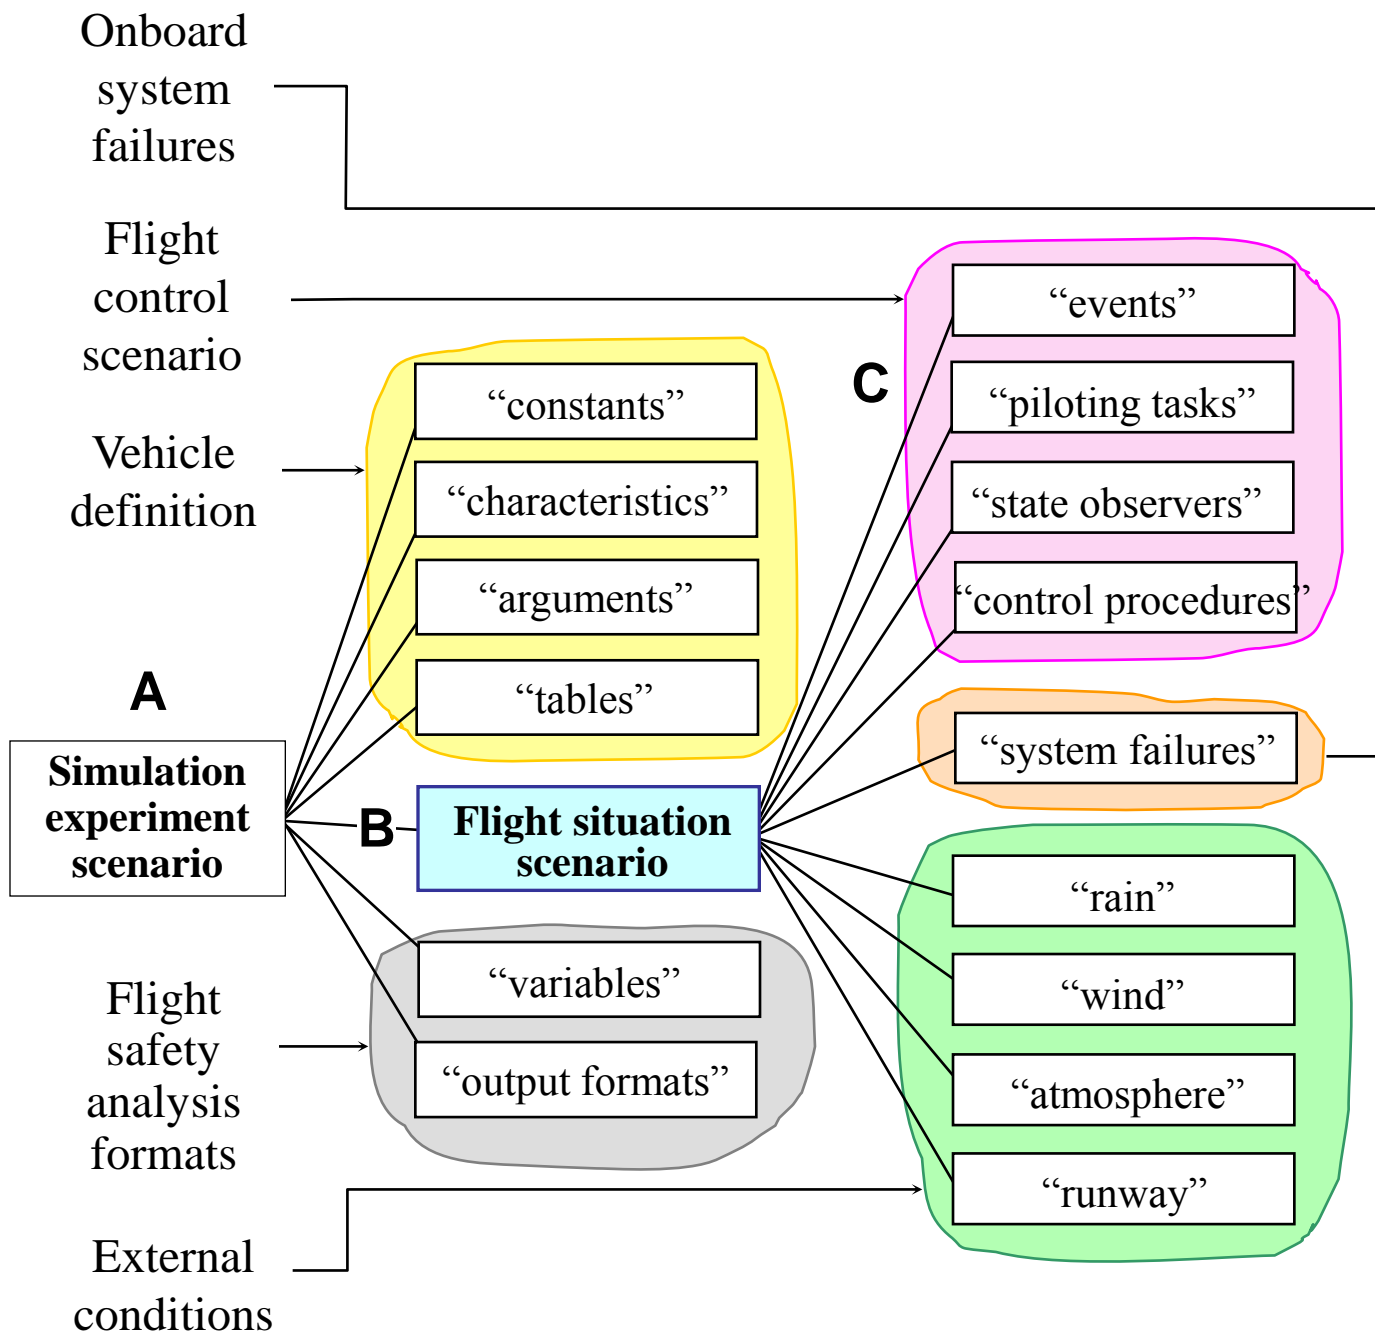 Onboard
system
failures
Flight
control
scenario
Vehicle
definition
A
Simulation
experiment
scenario
Flight
safety
analysis
formats
External
conditions
“constants”
“characteristics”
“arguments”
“tables”
B
Flight situation
scenario
“variables”
“output formats”
C
“events”
“piloting tasks”
“state observers”
“control procedures”
“system failures”
“rain”
“wind”
“atmosphere”
“runway”